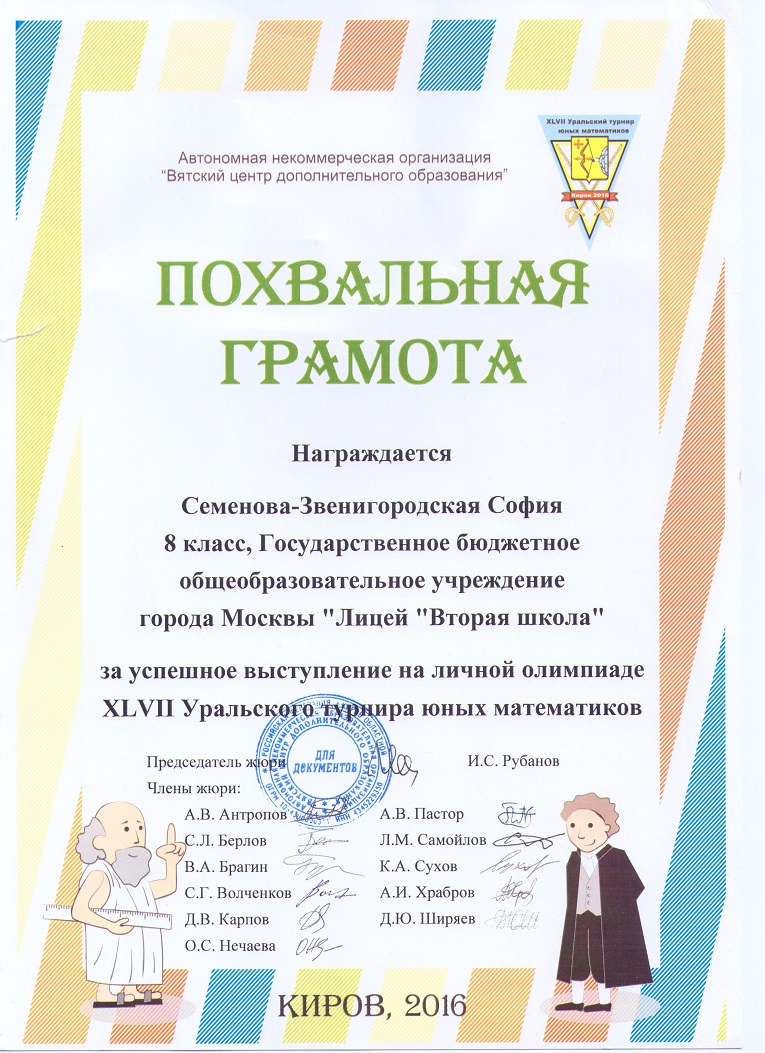 XLVII Уральский турнир
юных математиков
Киров 2016
Автономная некоммерческая организация
“Вятский центр дополнительного образования”
ПОХВАЛЬНАЯ
ГРАМОТА
Награждается
Семенова-Звенигородская София
8 класс, Государственное бюджетное
общеобразовательное учреждение
города Москвы "Лицей "Вторая школа"
за успешное выступление на личной олимпиаде
XLVII Уральского турнира юных математиков
Председатель жюри И.С. Рубанов
Члены жюри:
ДЛЯ
ДОКУМЕНТОВ
А.В. Антропов А.В. Пастор
С.Л. Берлов Л.М. Самойлов
В.А. Брагин К.А. Сухов
С.Г. Волченков А.И. Храбров
Д.В. Карпов Д.Ю. Ширяев
О.С. Нечаева
КИРОВ, 2016